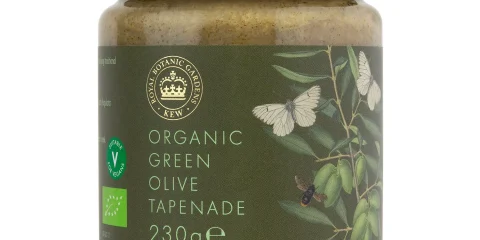 ROYAL BOTANIC GARDENS
KEW
ORGANIC
GREEN
OLIVE
TAPENADE
230g℮
V